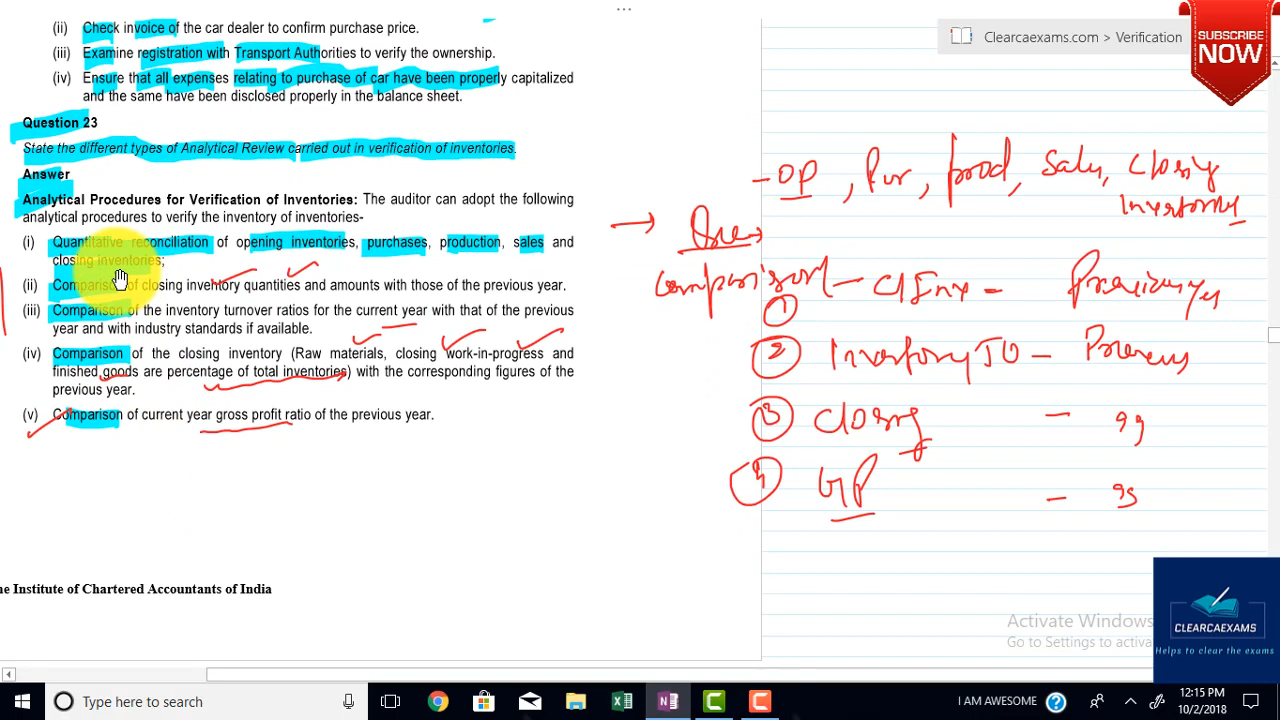 (ii) Check invoice of the car dealer to confirm purchase price.
(iii) Examine registration with Transport Authorities to verify the ownership.
(iv) Ensure that all expenses relating to purchase of car have been properly capitalized
and the same have been disclosed properly in the balance sheet.
Question 23
State the different types of Analytical Review carried out in verification of inventories.
Answer
Analytical Procedures for Verification of Inventories: The auditor can adopt the following
analytical procedures to verify the inventory of inventories-
(i) Quantitative reconciliation of opening inventories, purchases, production, sales and
closing inventories;
(ii) Comparison of closing inventory quantities and amounts with those of the previous year.
(iii) Comparison of the inventory turnover ratios for the current year with that of the previous
year and with industry standards if available.
(iv) Comparison of the closing inventory (Raw materials, closing work-in-progress and
finished goods are percentage of total inventories) with the corresponding figures of the
previous year.
(v) Comparison of current year gross profit ratio of the previous year.
he Institute of Chartered Accountants of India
Clearcaexams.com > Verification
SUBSCRIBE
NOW
- OP, Pur, prod, Sales, Closing
Inventories
Comparison - Cl Inv -
①
② Inventory TO - Previous
③ Closing -
④ GP -
Activate Windows
Go to Settings to activa
CLEARCAEXAMS
Helps to clear the exams
Type here to search
I AM AWESOME
12:15 PM
10/2/2018